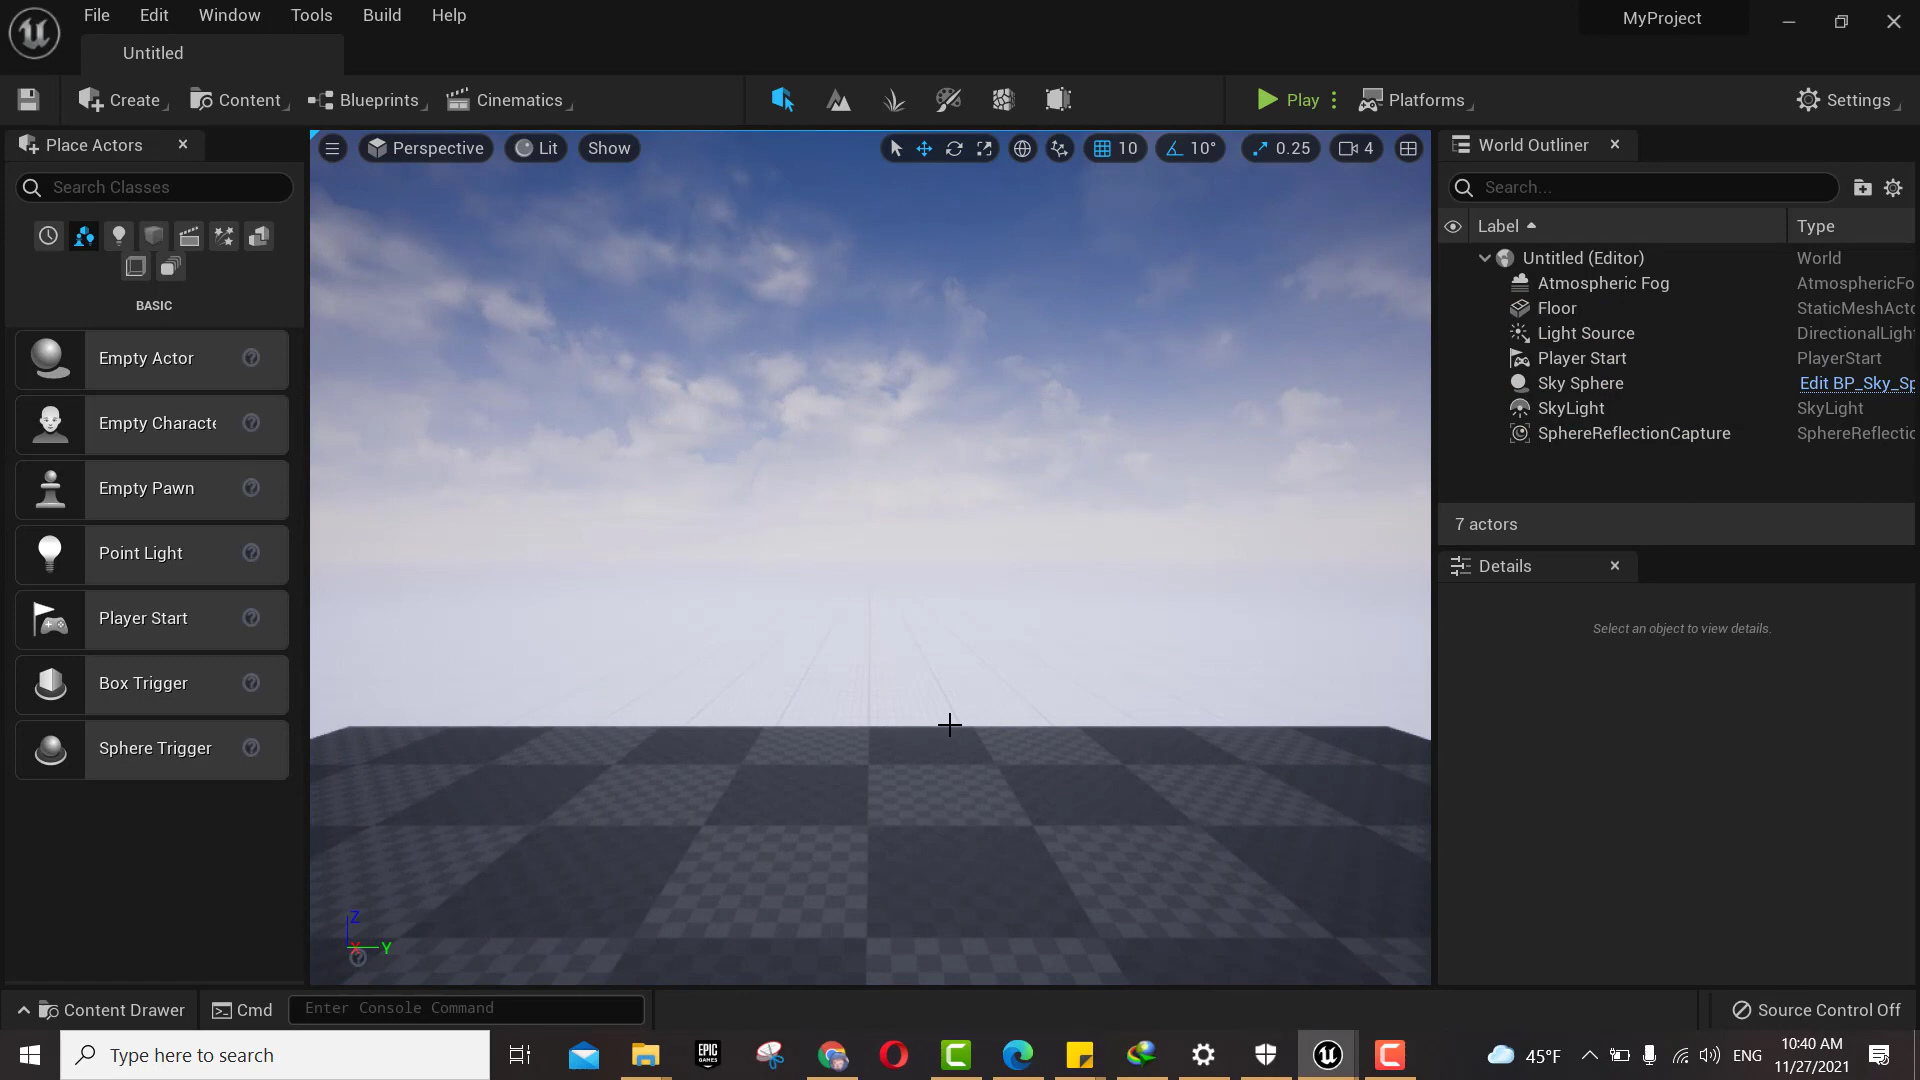 File Edit Window Tools Build Help
MyProject
Untitled
Create Content Blueprints Cinematics Play Platforms Settings
Place Actors
Search Classes
BASIC
Empty Actor
Empty Characte
Empty Pawn
Point Light
Player Start
Box Trigger
Sphere Trigger
Perspective Lit Show 10 10° 0.25 4
Z
X Y
World Outliner
Search...
Label Type
Untitled (Editor) World
Atmospheric Fog AtmosphericFo
Floor StaticMeshActo
Light Source DirectionalLigh
Player Start PlayerStart
Sky Sphere Edit BP_Sky_Sp
SkyLight SkyLight
SphereReflectionCapture SphereReflectio
7 actors
Details
Select an object to view details.
Content Drawer Cmd Enter Console Command Source Control Off
Type here to search
EPIC
GAMES
45°F ENG
10:40 AM
11/27/2021